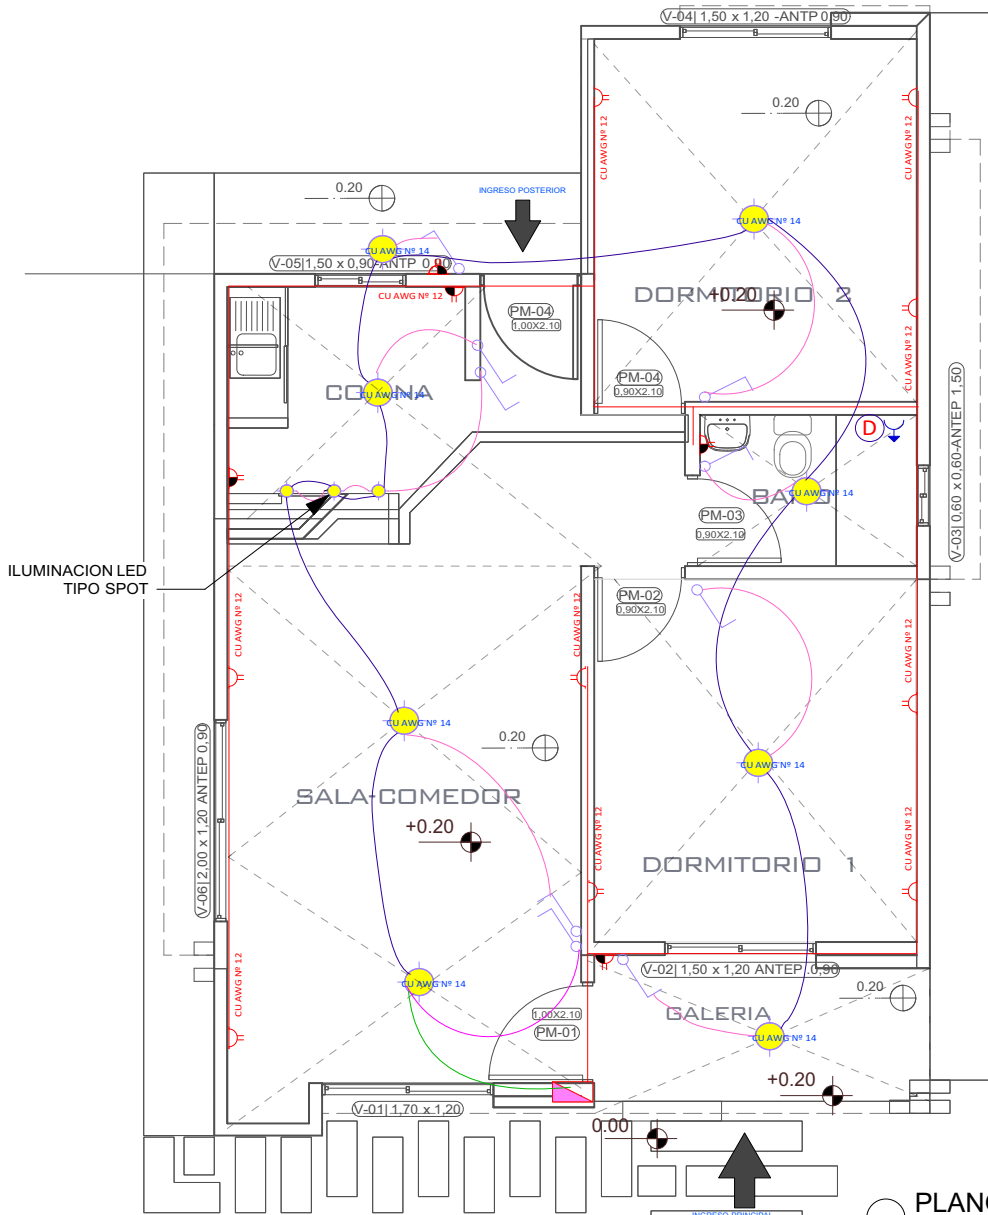 V-04| 1,50 x 1,20 -ANTP 0,90
0.20
CU AWG Nº 12
CU AWG Nº 12
INGRESO POSTERIOR
0.20
CU AWG Nº 14
CU AWG Nº 14
V-05|1,50 x 0,90-ANTP 0,90
CU AWG Nº 12
DORMITORIO 2
+0.20
PM-04
1,00X2.10
CU AWG Nº 12
PM-04
0,90X2.10
COCINA
CU AWG Nº 14
D
V-03| 0,60 x 0,60-ANTEP 1,50
BAÑO
CU AWG Nº 14
PM-03
0,90X2.10
ILUMINACION LED
TIPO SPOT
PM-02
0,90X2.10
CU AWG Nº 12
CU AWG Nº 12
CU AWG Nº 12
CU AWG Nº 14
0.20
CU AWG Nº 14
V-06| 2,00 x 1,20 ANTEP 0,90
SALA-COMEDOR
+0.20
CU AWG Nº 12
CU AWG Nº 12
DORMITORIO 1
CU AWG Nº 12
CU AWG Nº 14
V-02| 1,50 x 1,20 ANTEP .0,90
0.20
1,00X2.10
PM-01
GALERIA
CU AWG Nº 14
+0.20
V-01| 1,70 x 1,20
0.00
INGRESO PRINCIPAL
PLANO